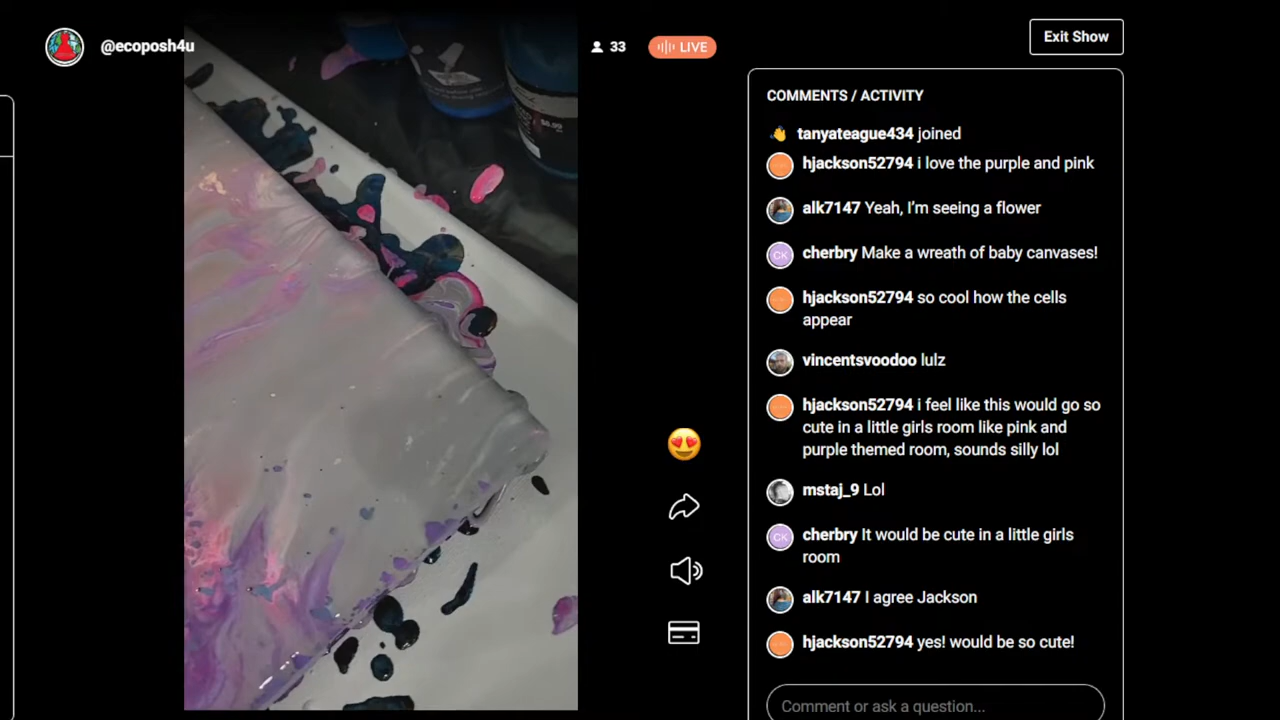 @ecoposh4u
33
LIVE
Exit Show
COMMENTS / ACTIVITY
tanyateague434 joined
hjackson52794 i love the purple and pink
alk7147 Yeah, I'm seeing a flower
CK
cherbry Make a wreath of baby canvases!
hjackson52794 so cool how the cells
appear
vincentsvoodoo lulz
hjackson52794 i feel like this would go so
cute in a little girls room like pink and
purple themed room, sounds silly lol
mstaj_9 Lol
CK
cherbry It would be cute in a little girls
room
alk7147 I agree Jackson
hjackson52794 yes! would be so cute!
Comment or ask a question...